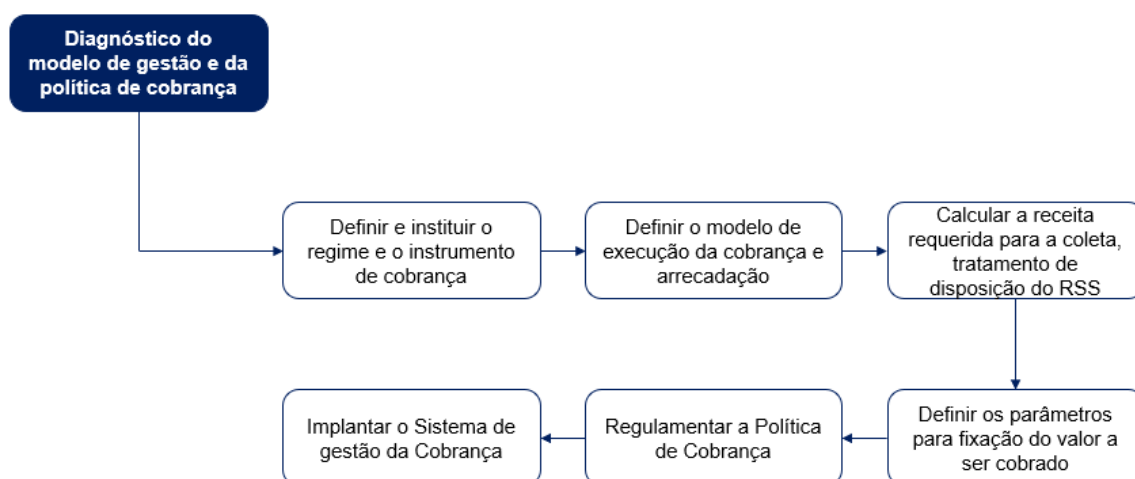 Diagnóstico do
modelo de gestão e da
política de cobrança
Definir e instituir o
regime e o instrumento
de cobrança
Definir o modelo de
execução da cobrança e
arrecadação
Calcular a receita
requerida para a coleta,
tratamento de
disposição do RSS
Definir os parâmetros
para fixação do valor a
ser cobrado
Regulamentar a Política
de Cobrança
Implantar o Sistema de
gestão da Cobrança